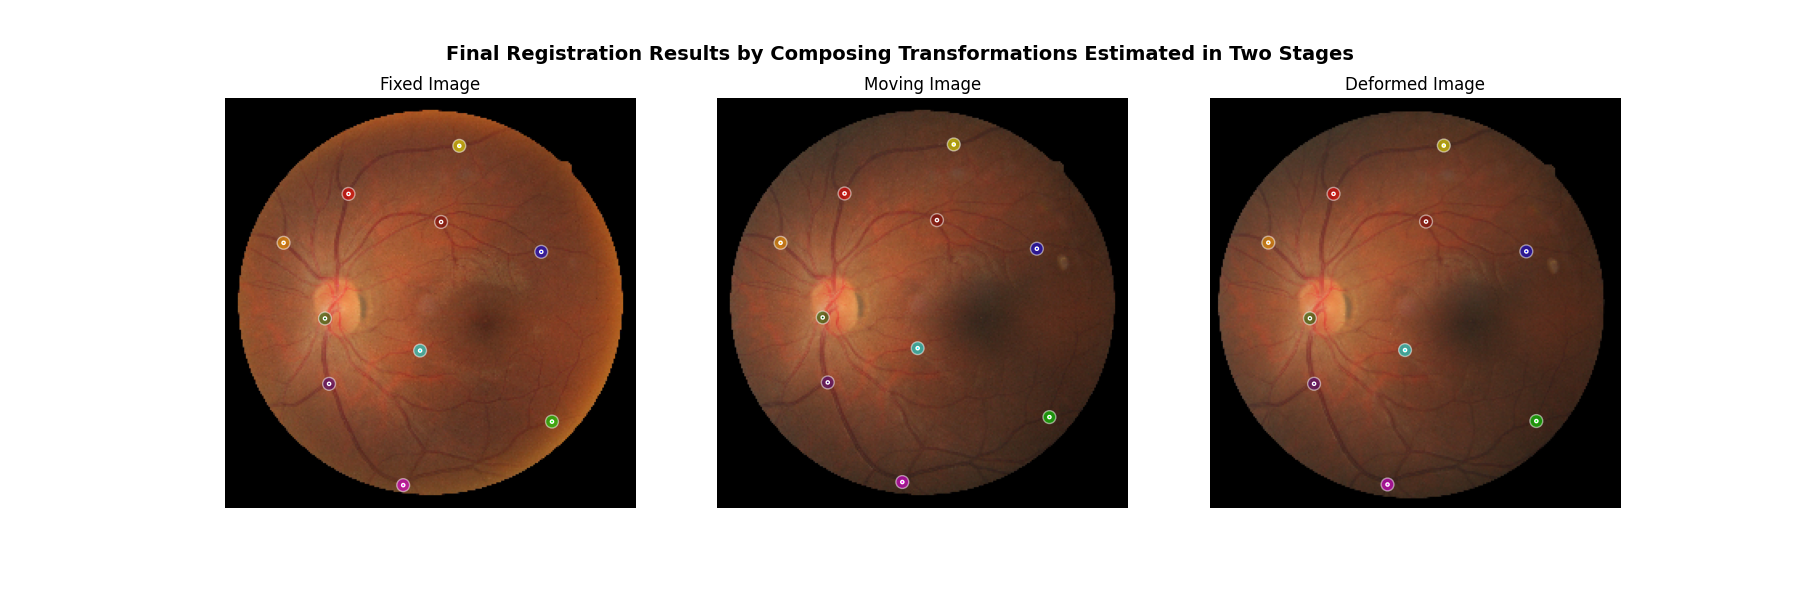 Final Registration Results by Composing Transformations Estimated in Two Stages
Fixed Image
Moving Image
Deformed Image